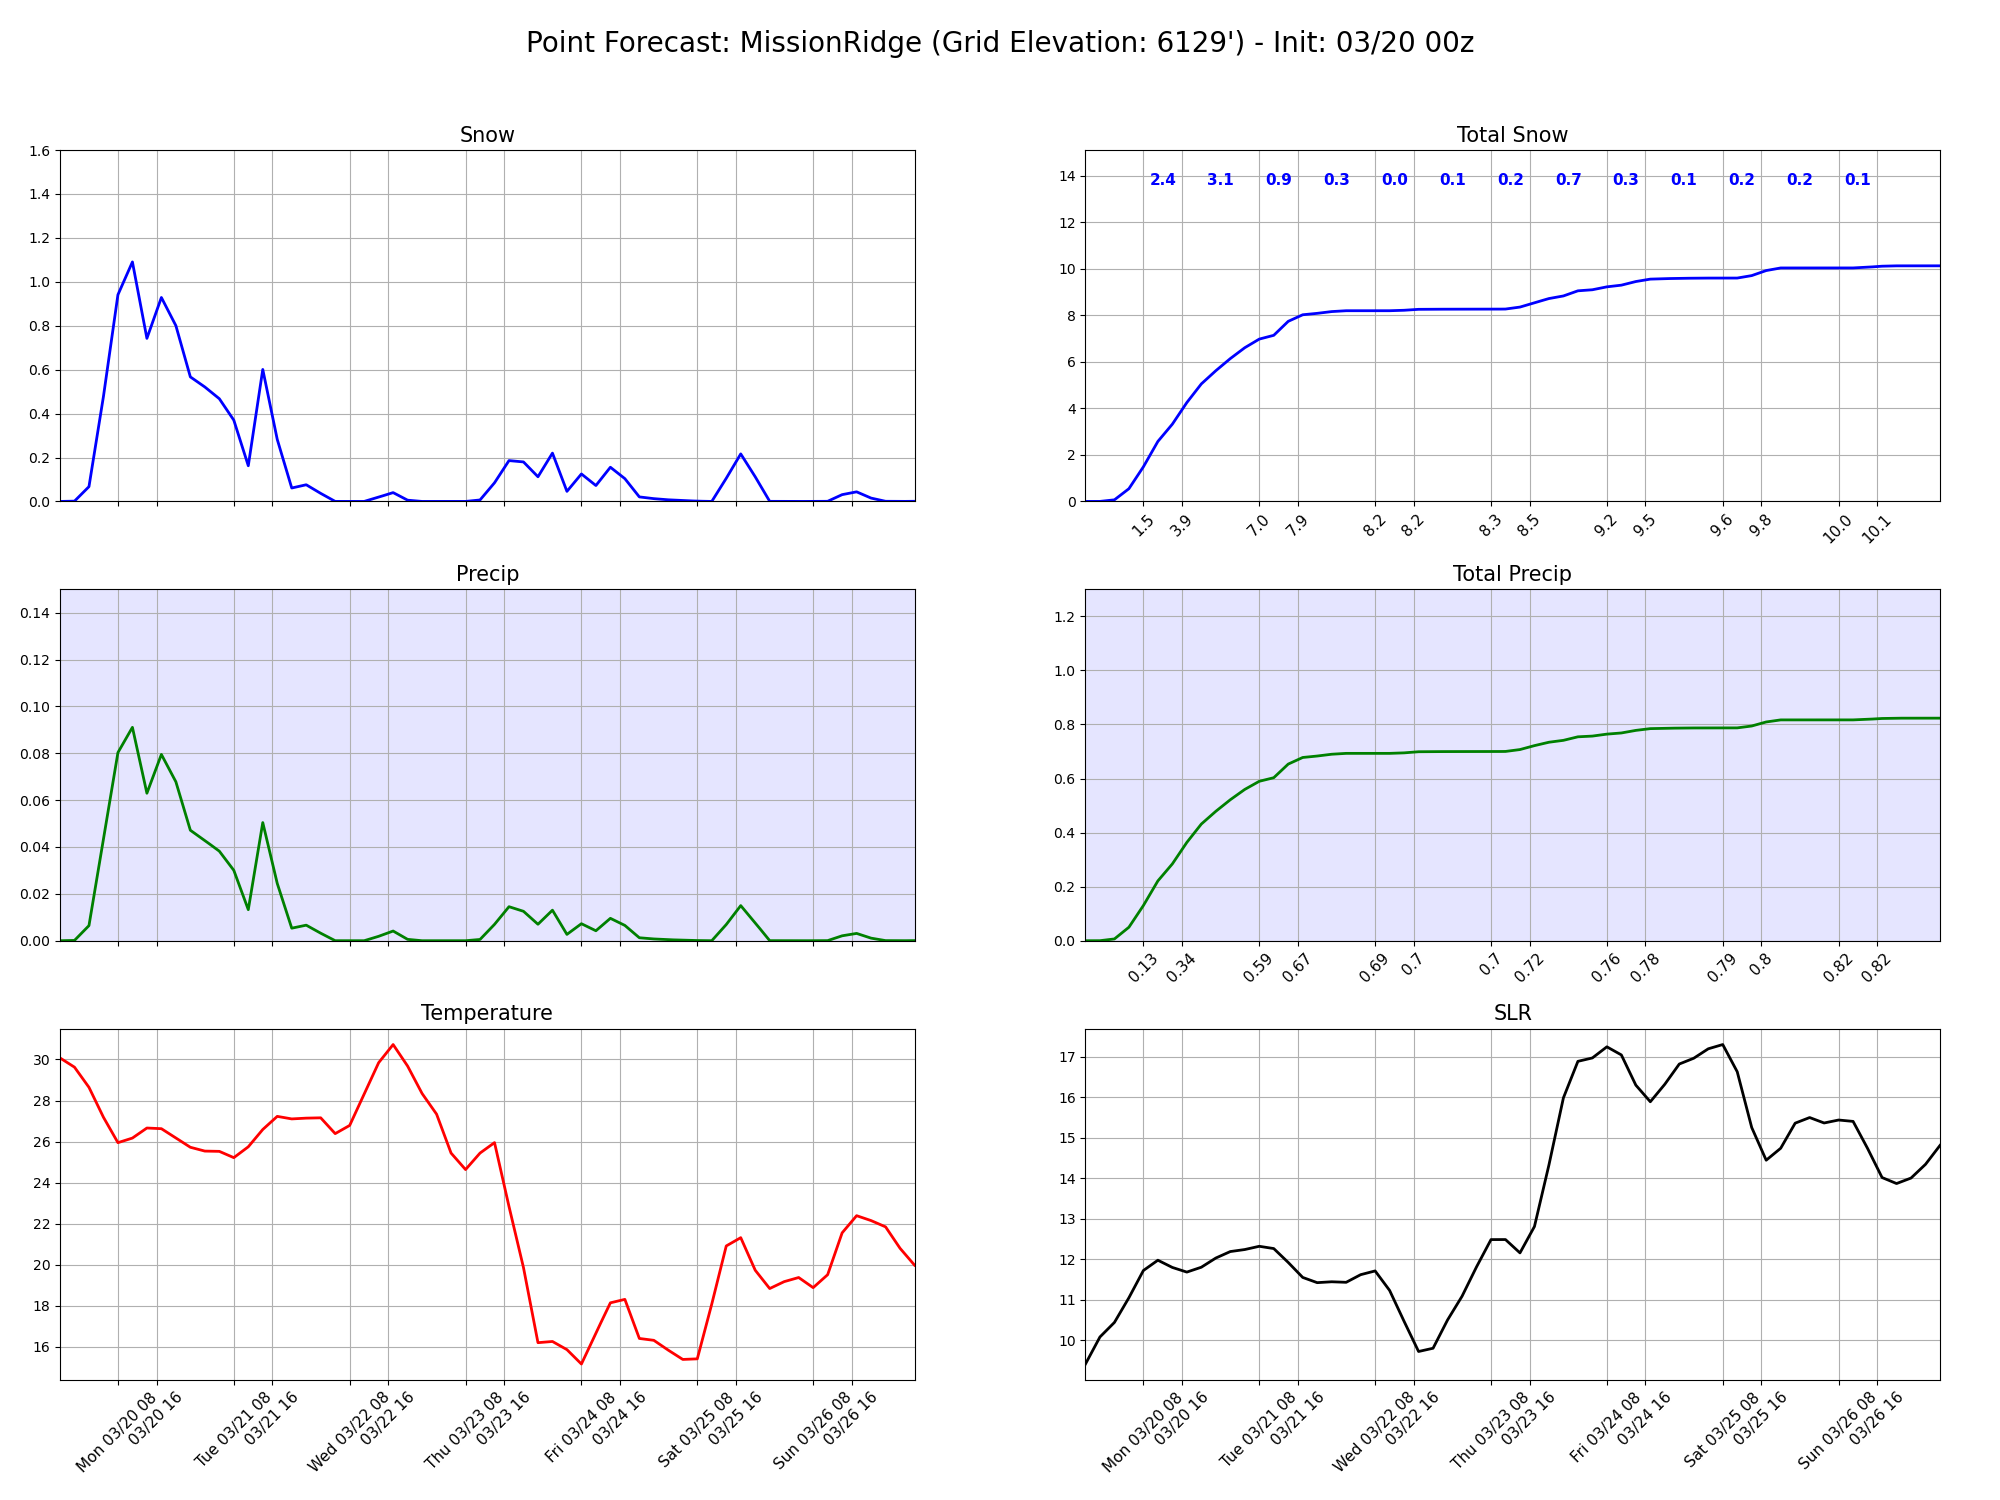 Point Forecast: MissionRidge (Grid Elevation: 6129') - Init: 03/20 00z
Snow
1.6
1.4
1.2
1.0
0.8
0.6
0.4
0.2
0.0
Total Snow
14
12
10
8
6
4
2
0
2.4 3.1 0.9 0.3 0.0 0.1 0.2 0.7 0.3 0.1 0.2 0.2 0.1
1.5 3.9 7.0 7.9 8.2 8.2 8.3 8.5 9.2 9.5 9.6 9.8 10.0 10.1
Precip
0.14
0.12
0.10
0.08
0.06
0.04
0.02
0.00
Total Precip
1.2
1.0
0.8
0.6
0.4
0.2
0.0
0.13 0.34 0.59 0.67 0.69 0.7 0.7 0.72 0.76 0.78 0.79 0.8 0.82 0.82
Temperature
30
28
26
24
22
20
18
16
Mon 03/20 08
03/20 16
Tue 03/21 08
03/21 16
Wed 03/22 08
03/22 16
Thu 03/23 08
03/23 16
Fri 03/24 08
03/24 16
Sat 03/25 08
03/25 16
Sun 03/26 08
03/26 16
SLR
17
16
15
14
13
12
11
10
Mon 03/20 08
03/20 16
Tue 03/21 08
03/21 16
Wed 03/22 08
03/22 16
Thu 03/23 08
03/23 16
Fri 03/24 08
03/24 16
Sat 03/25 08
03/25 16
Sun 03/26 08
03/26 16